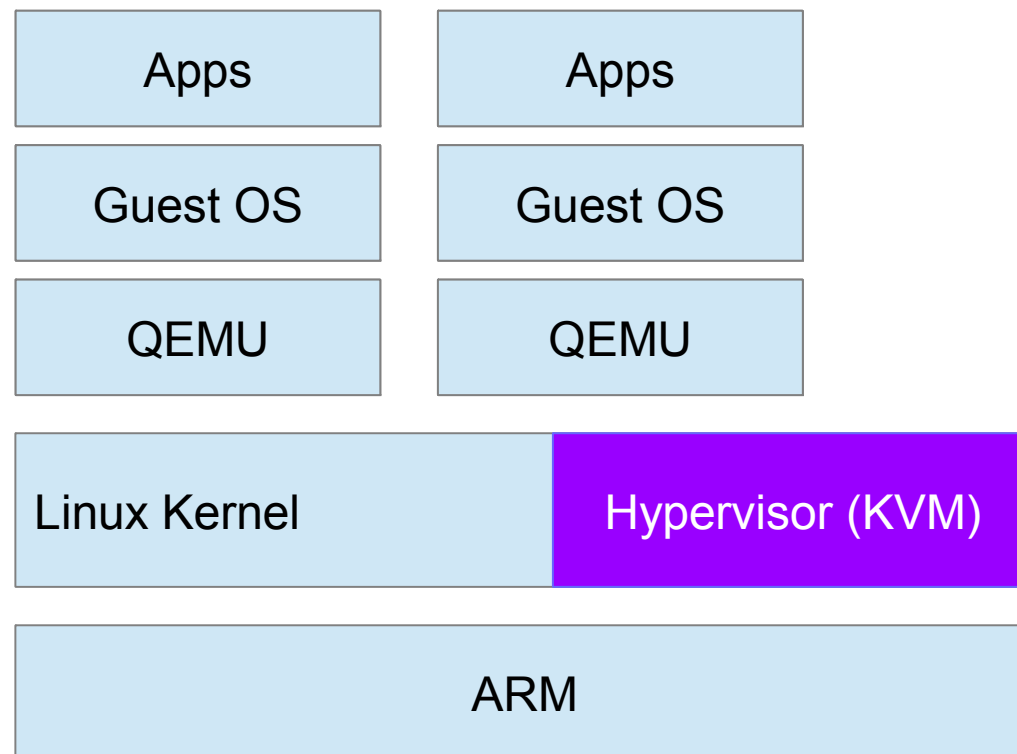 Apps
Apps
Guest OS
Guest OS
QEMU
QEMU
Linux Kernel
Hypervisor (KVM)
ARM